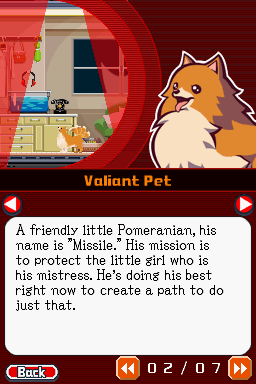 Valiant Pet
A friendly little Pomeranian, his
name is "Missile." His mission is
to protect the little girl who is
his mistress. He's doing his best
right now to create a path to do
just that.
Back
02/07